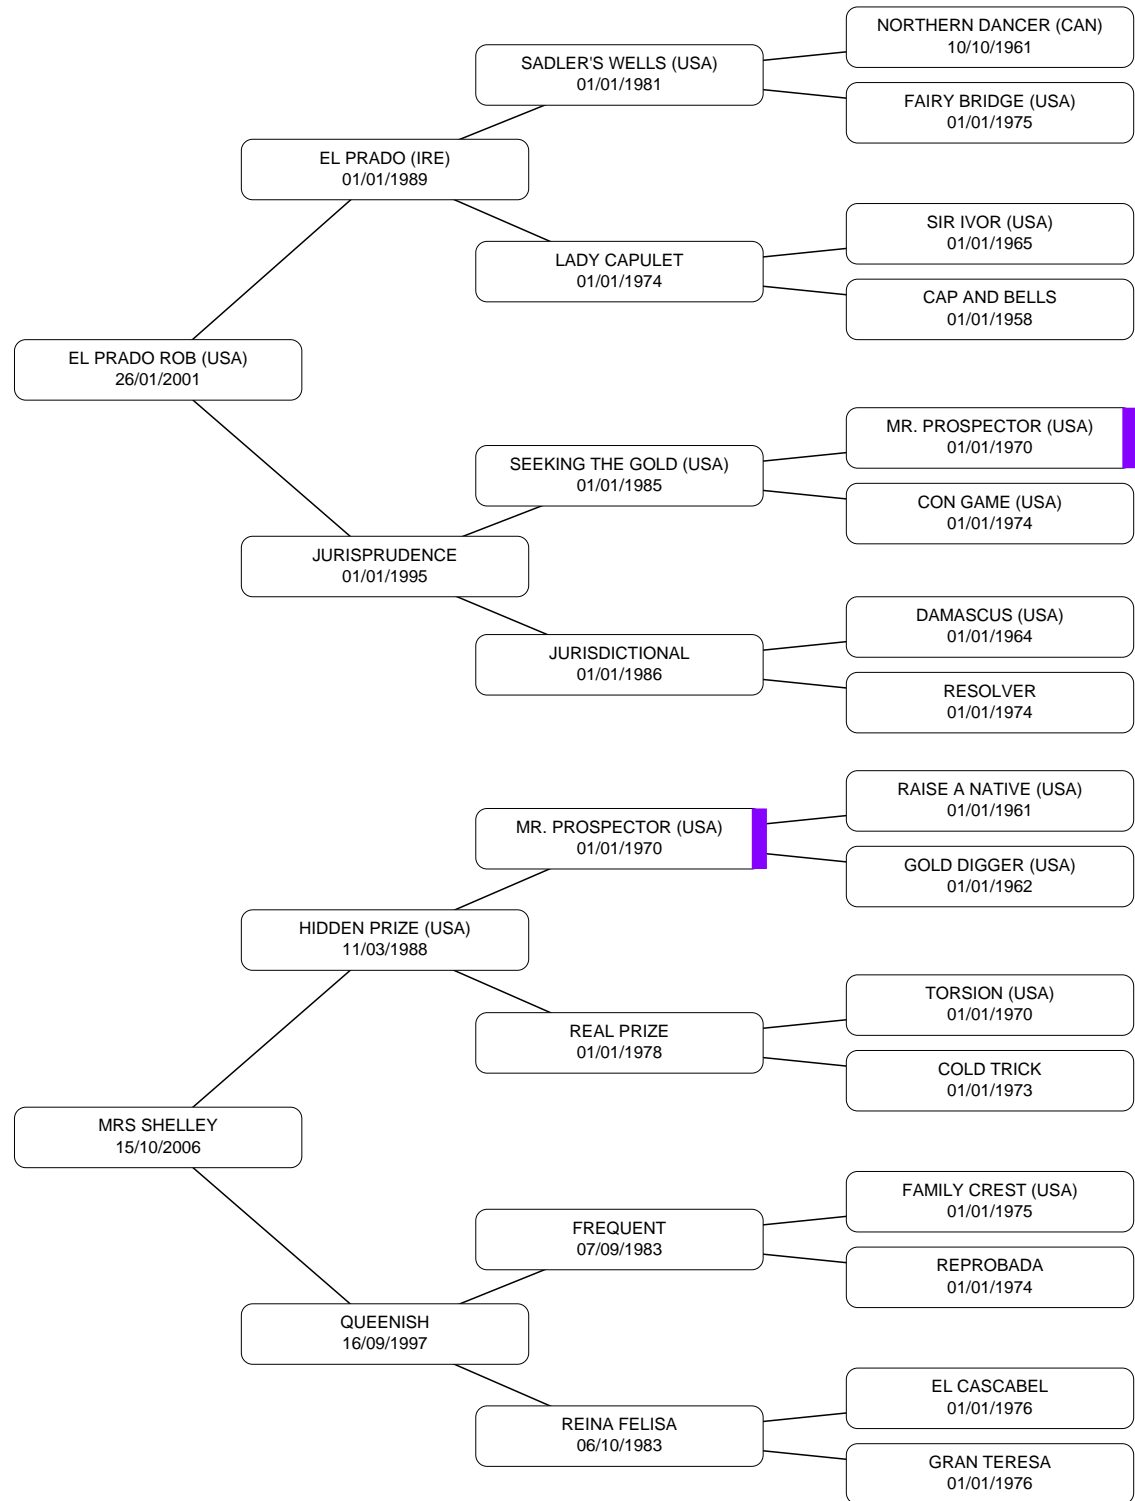 NORTHERN DANCER (CAN)
10/10/1961
SADLER'S WELLS (USA)
01/01/1981
FAIRY BRIDGE (USA)
01/01/1975
EL PRADO (IRE)
01/01/1989
SIR IVOR (USA)
01/01/1965
LADY CAPULET
01/01/1974
CAP AND BELLS
01/01/1958
EL PRADO ROB (USA)
26/01/2001
MR. PROSPECTOR (USA)
01/01/1970
SEEKING THE GOLD (USA)
01/01/1985
CON GAME (USA)
01/01/1974
JURISPRUDENCE
01/01/1995
DAMASCUS (USA)
01/01/1964
JURISDICTIONAL
01/01/1986
RESOLVER
01/01/1974
RAISE A NATIVE (USA)
01/01/1961
MR. PROSPECTOR (USA)
01/01/1970
GOLD DIGGER (USA)
01/01/1962
HIDDEN PRIZE (USA)
11/03/1988
TORSION (USA)
01/01/1970
REAL PRIZE
01/01/1978
COLD TRICK
01/01/1973
MRS SHELLEY
15/10/2006
FAMILY CREST (USA)
01/01/1975
FREQUENT
07/09/1983
REPROBADA
01/01/1974
QUEENISH
16/09/1997
EL CASCABEL
01/01/1976
REINA FELISA
06/10/1983
GRAN TERESA
01/01/1976